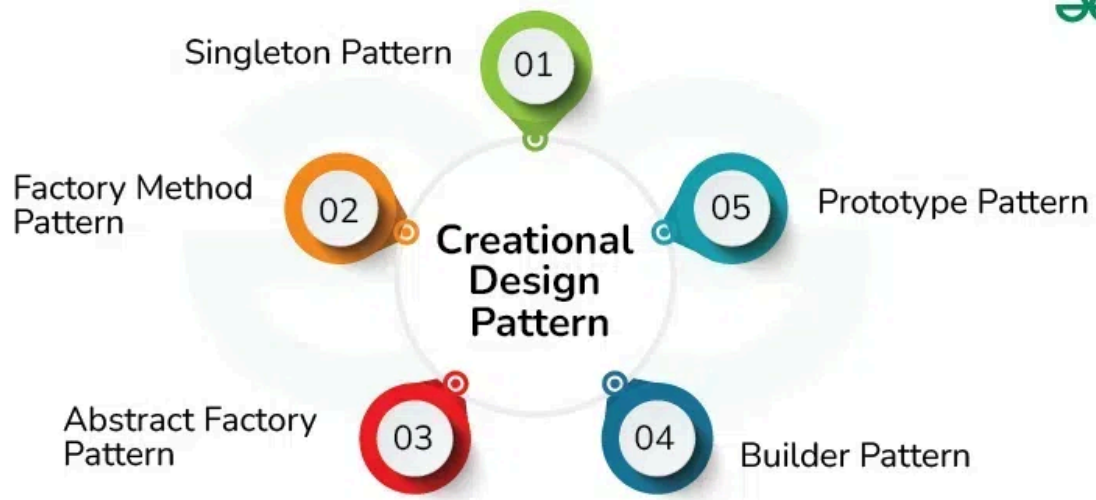 Singleton Pattern
01
Factory Method
Pattern
02
05
Prototype Pattern
Creational
Design
Pattern
Abstract Factory
Pattern
03
04
Builder Pattern